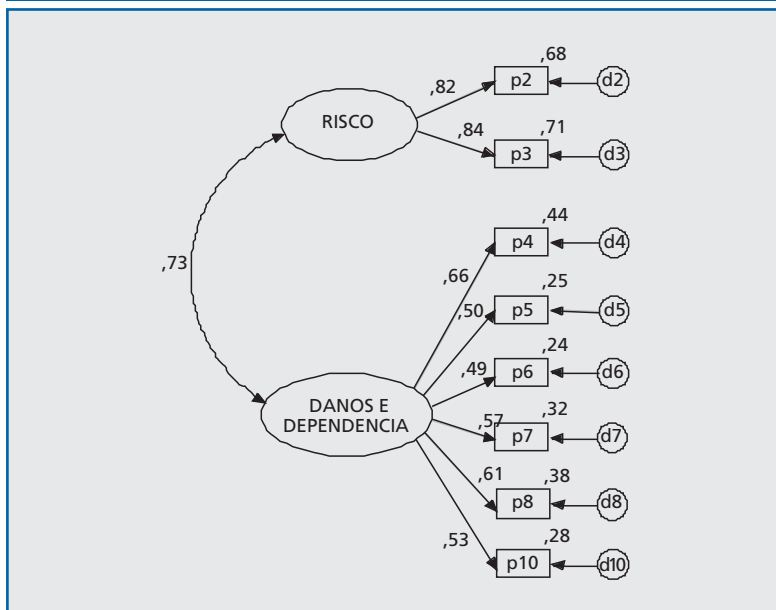 ,68
,82
p2
d2
RISCO
,71
,84
p3
d3
,44
p4
d4
,73
,66
,25
,50
p5
d5
,24
,49
p6
d6
DANOS E
DEPENDENCIA
,32
,57
p7
d7
,61
,38
p8
d8
,53
,28
p10
d10